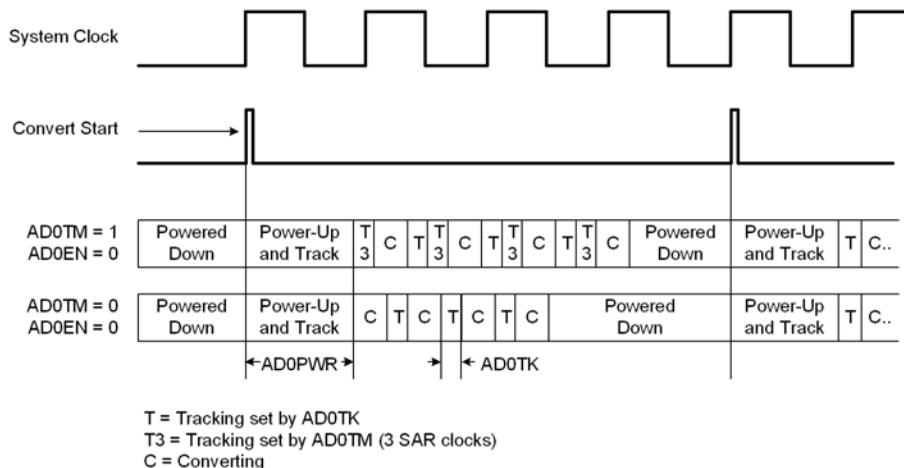 System Clock
Convert Start
AD0TM = 1
AD0EN = 0
Powered
Down
Power-Up
and Track
T
3
C
T
T
3
C
T
T
3
C
T
T
3
C
Powered
Down
Power-Up
and Track
T
C..
AD0TM = 0
AD0EN = 0
Powered
Down
Power-Up
and Track
C
T
C
T
C
T
C
Powered
Down
Power-Up
and Track
T
C..
AD0PWR
AD0TK
T = Tracking set by AD0TK
T3 = Tracking set by AD0TM (3 SAR clocks)
C = Converting